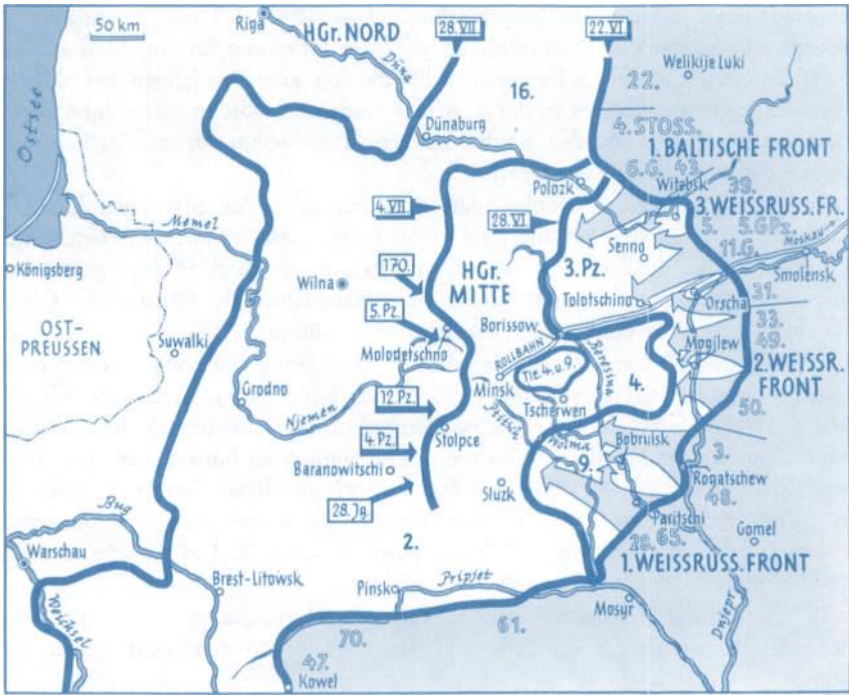 50 km
Riga
HGr. NORD
28.VII
22.VI
Welikije Luki
Düna
16.
22.
Ostsee
Dünaburg
4. STOSS.
1. BALTISCHE FRONT
6.G.
43.
Polozk
Witebsk
39.
Memel
4.VII
28.VI
3. WEISSRUSS. FR.
5.
5.GPz.
11.G.
Moskau
Senno
Königsberg
170.
HGr.
MITTE
3.Pz.
Smolensk
Wilna
Tolotschino
Orscha
31.
5.Pz.
Borissow
33.
OST-
PREUSSEN
Suwalki
ROLLBAHN
Beresina
Mogilew
49.
Molodetschno
2. WEISSR.
FRONT
Tle. 4. u. 9.
4.
Minsk
Grodno
12.Pz.
Tscherwen
50.
Njemen
Ptitsch
4.Pz.
Stolpce
Bobruisk
3.
9.
Baranowitschi
Rogatschew
28.Jg
Sluzk
48.
Bug
Paritschi
Gomel
28.
65.
Warschau
2.
1. WEISSRUSS. FRONT
Brest-Litowsk
Pinsk
Pripjet
Mosyr
Dnjepr
Weichsel
61.
70.
47.
Kowel